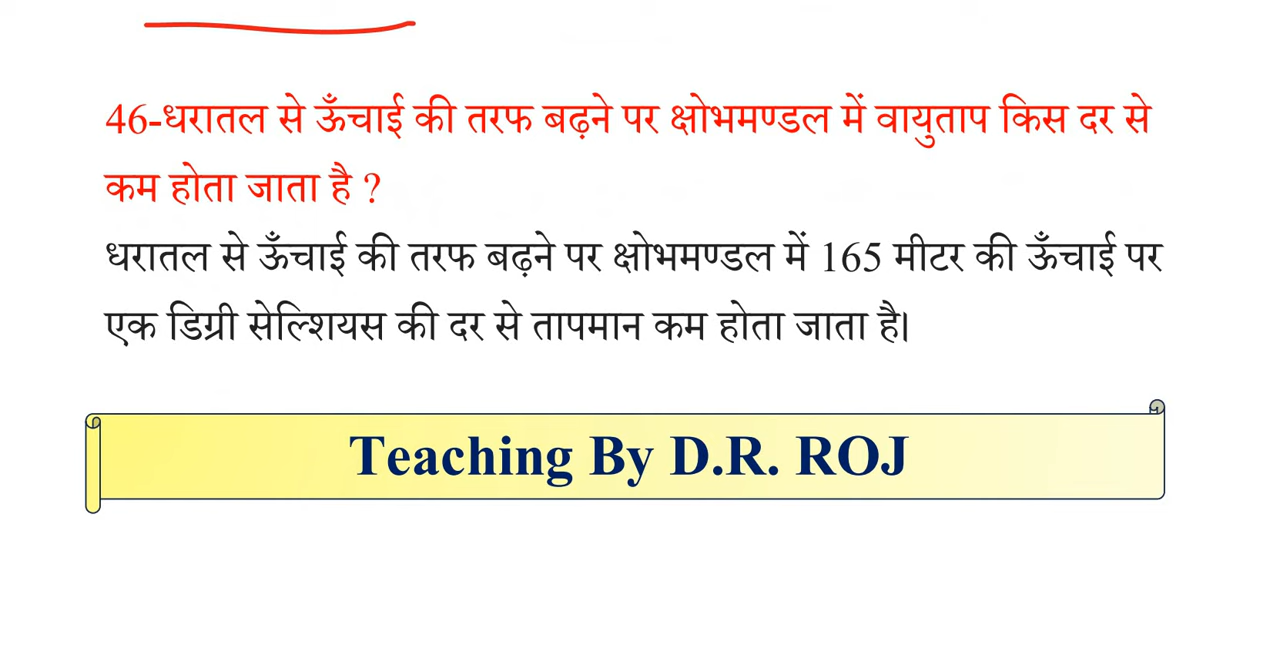 46-धरातल से ऊँचाई की तरफ बढ़ने पर क्षोभमण्डल में वायुताप किस दर से
कम होता जाता है ?
धरातल से ऊँचाई की तरफ बढ़ने पर क्षोभमण्डल में 165 मीटर की ऊँचाई पर
एक डिग्री सेल्शियस की दर से तापमान कम होता जाता है।
Teaching By D.R. ROJ